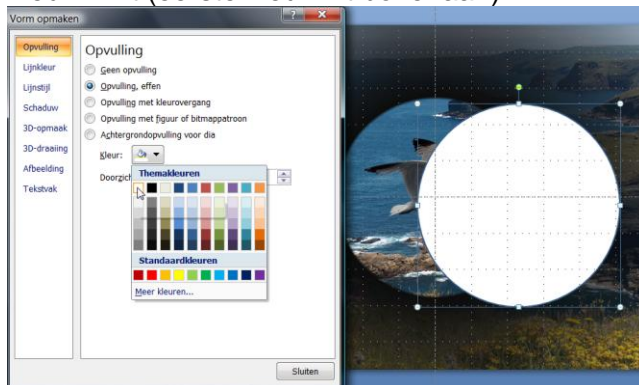 Vorm opmaken
Opvulling
Lijnkleur
Lijnstijl
Schaduw
3D-opmaak
3D-draaiing
Afbeelding
Tekstvak
Opvulling
Geen opvulling
Opvulling, effen
Opvulling met kleurovergang
Opvulling met figuur of bitmappatroon
Achtergrondopvulling voor dia
Kleur:
Doorzich
Themakleuren
Standaardkleuren
Meer kleuren...
Sluiten